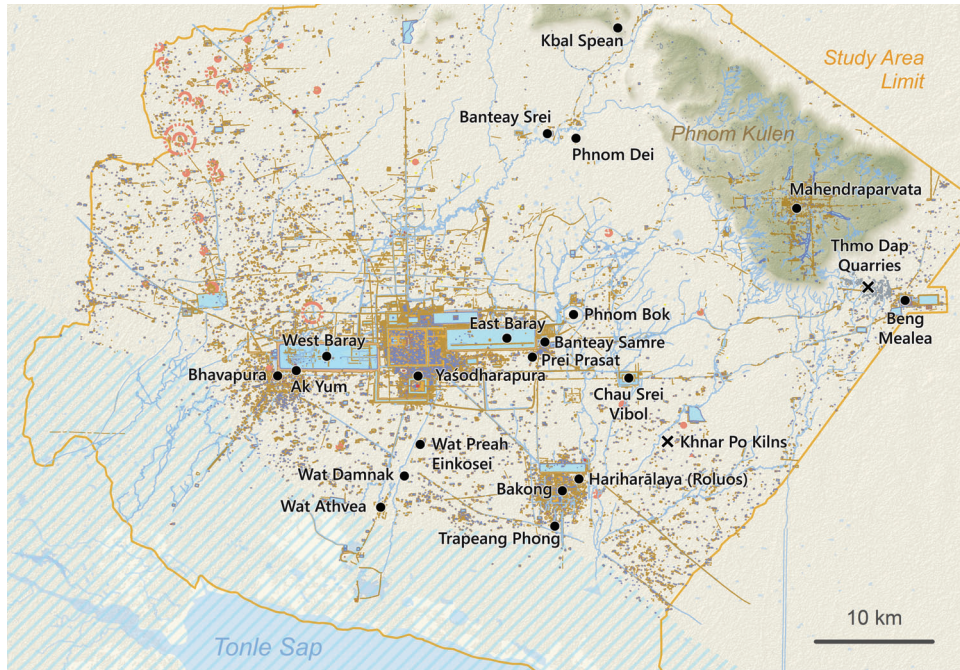 Kbal Spean
Study Area
Limit
Banteay Srei
Phnom Dei
Phnom Kulen
Mahendraparvata
Thmo Dap
Quarries
Beng
Mealea
Phnom Bok
East Baray
Banteay Samre
West Baray
Prei Prasat
Bhavapura
Ak Yum
Yaśodharapura
Chau Srei
Vibol
Wat Preah
Einkosei
Khnar Po Kilns
Wat Damnak
Hariharālaya (Roluos)
Bakong
Wat Athvea
Trapeang Phong
10 km
Tonle Sap